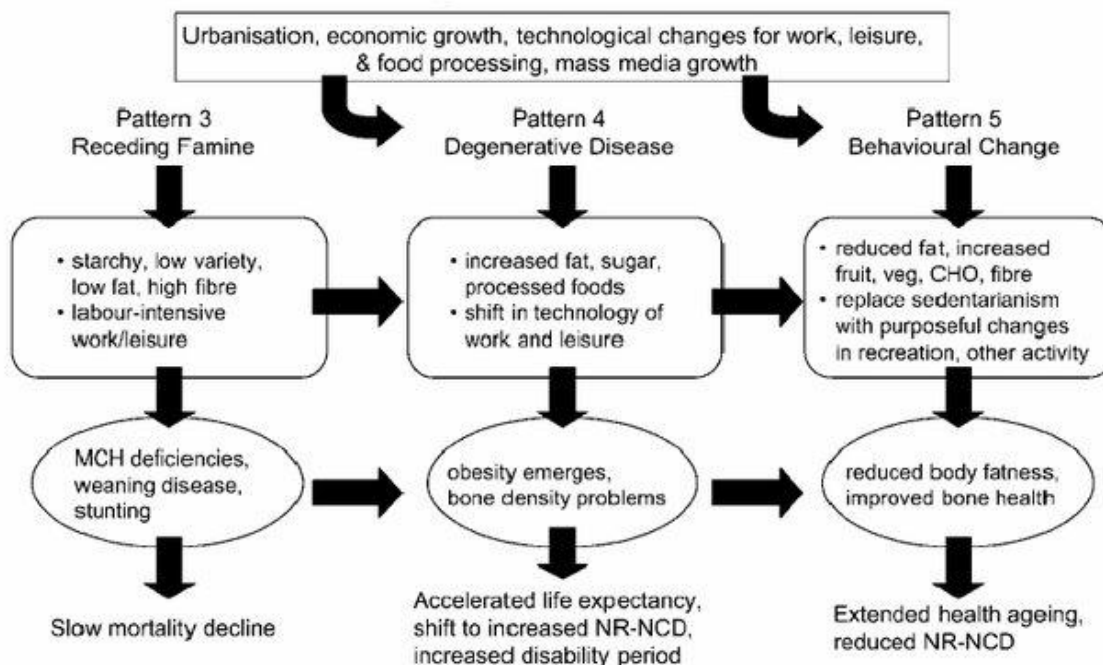 Urbanisation, economic growth, technological changes for work, leisure,
& food processing, mass media growth
Pattern 3
Receding Famine
Pattern 4
Degenerative Disease
Pattern 5
Behavioural Change
• starchy, low variety,
low fat, high fibre
• labour-intensive
work/leisure
• increased fat, sugar,
processed foods
• shift in technology of
work and leisure
• reduced fat, increased
fruit, veg, CHO, fibre
• replace sedentarianism
with purposeful changes
in recreation, other activity
MCH deficiencies,
weaning disease,
stunting
obesity emerges,
bone density problems
reduced body fatness,
improved bone health
Slow mortality decline
Accelerated life expectancy,
shift to increased NR-NCD,
increased disability period
Extended health ageing,
reduced NR-NCD